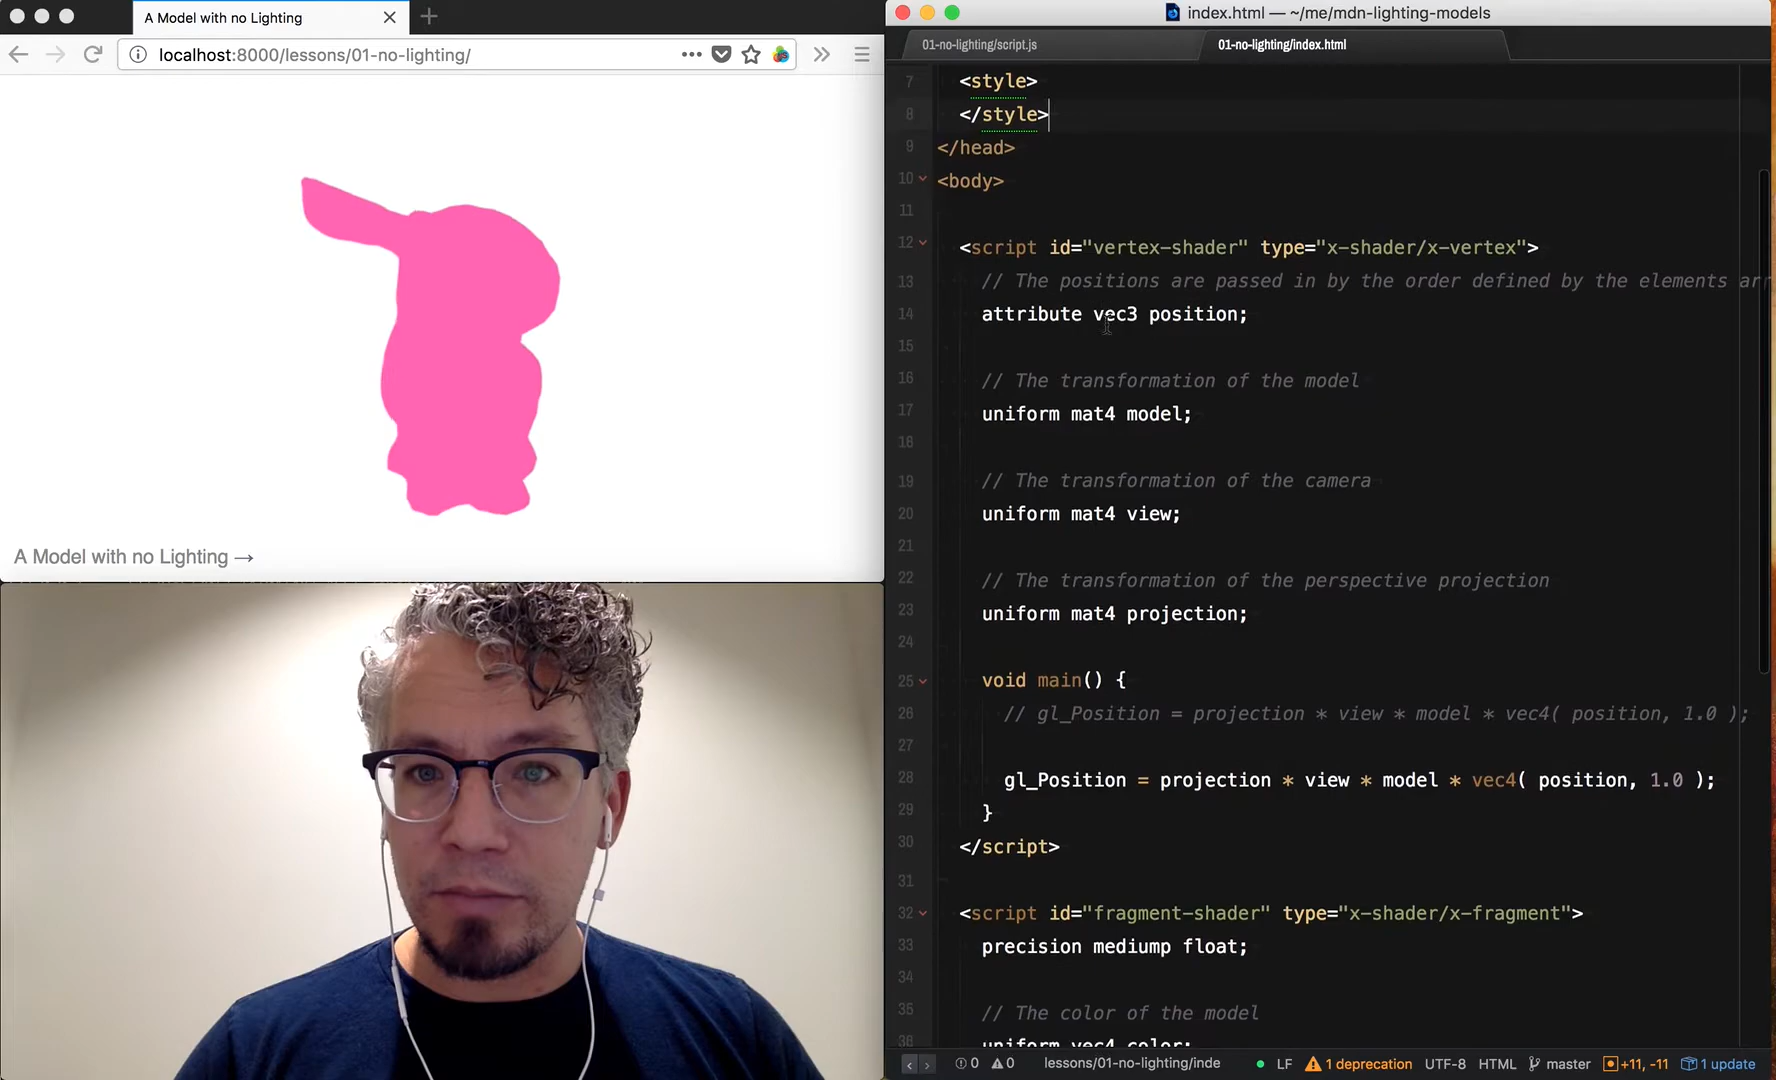 A Model with no Lighting
localhost:8000/lessons/01-no-lighting/
A Model with no Lighting →
index.html — ~/me/mdn-lighting-models
01-no-lighting/script.js
01-no-lighting/index.html
7 <style>
8 </style>
9 </head>
10 <body>
11
12 <script id="vertex-shader" type="x-shader/x-vertex">
13 // The positions are passed in by the order defined by the elements arr
14 attribute vec3 position;
15
16 // The transformation of the model
17 uniform mat4 model;
18
19 // The transformation of the camera
20 uniform mat4 view;
21
22 // The transformation of the perspective projection
23 uniform mat4 projection;
24
25 void main() {
26 // gl_Position = projection * view * model * vec4( position, 1.0 );
27
28 gl_Position = projection * view * model * vec4( position, 1.0 );
29 }
30 </script>
31
32 <script id="fragment-shader" type="x-shader/x-fragment">
33 precision mediump float;
34
35 // The color of the model
36 uniform vec4 color;
0 0 lessons/01-no-lighting/inde LF 1 deprecation UTF-8 HTML master +11, -11 1 update